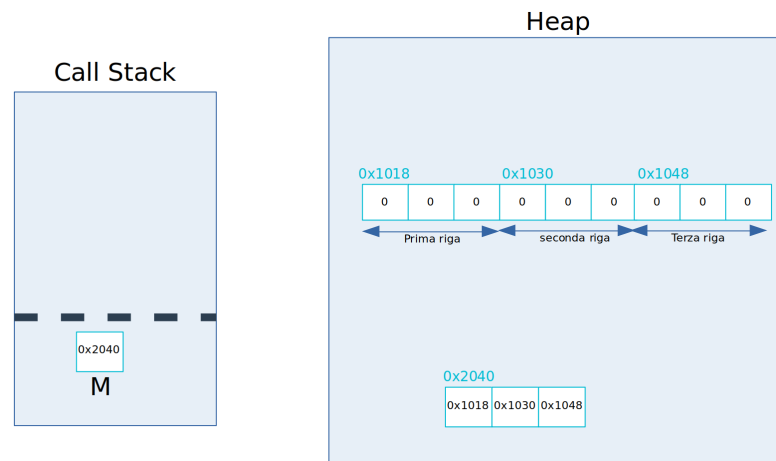 Heap
Call Stack
0x1018 0x1030 0x1048
0 0 0 0 0 0 0 0 0
Prima riga seconda riga Terza riga
0x2040
M
0x2040
0x1018 0x1030 0x1048